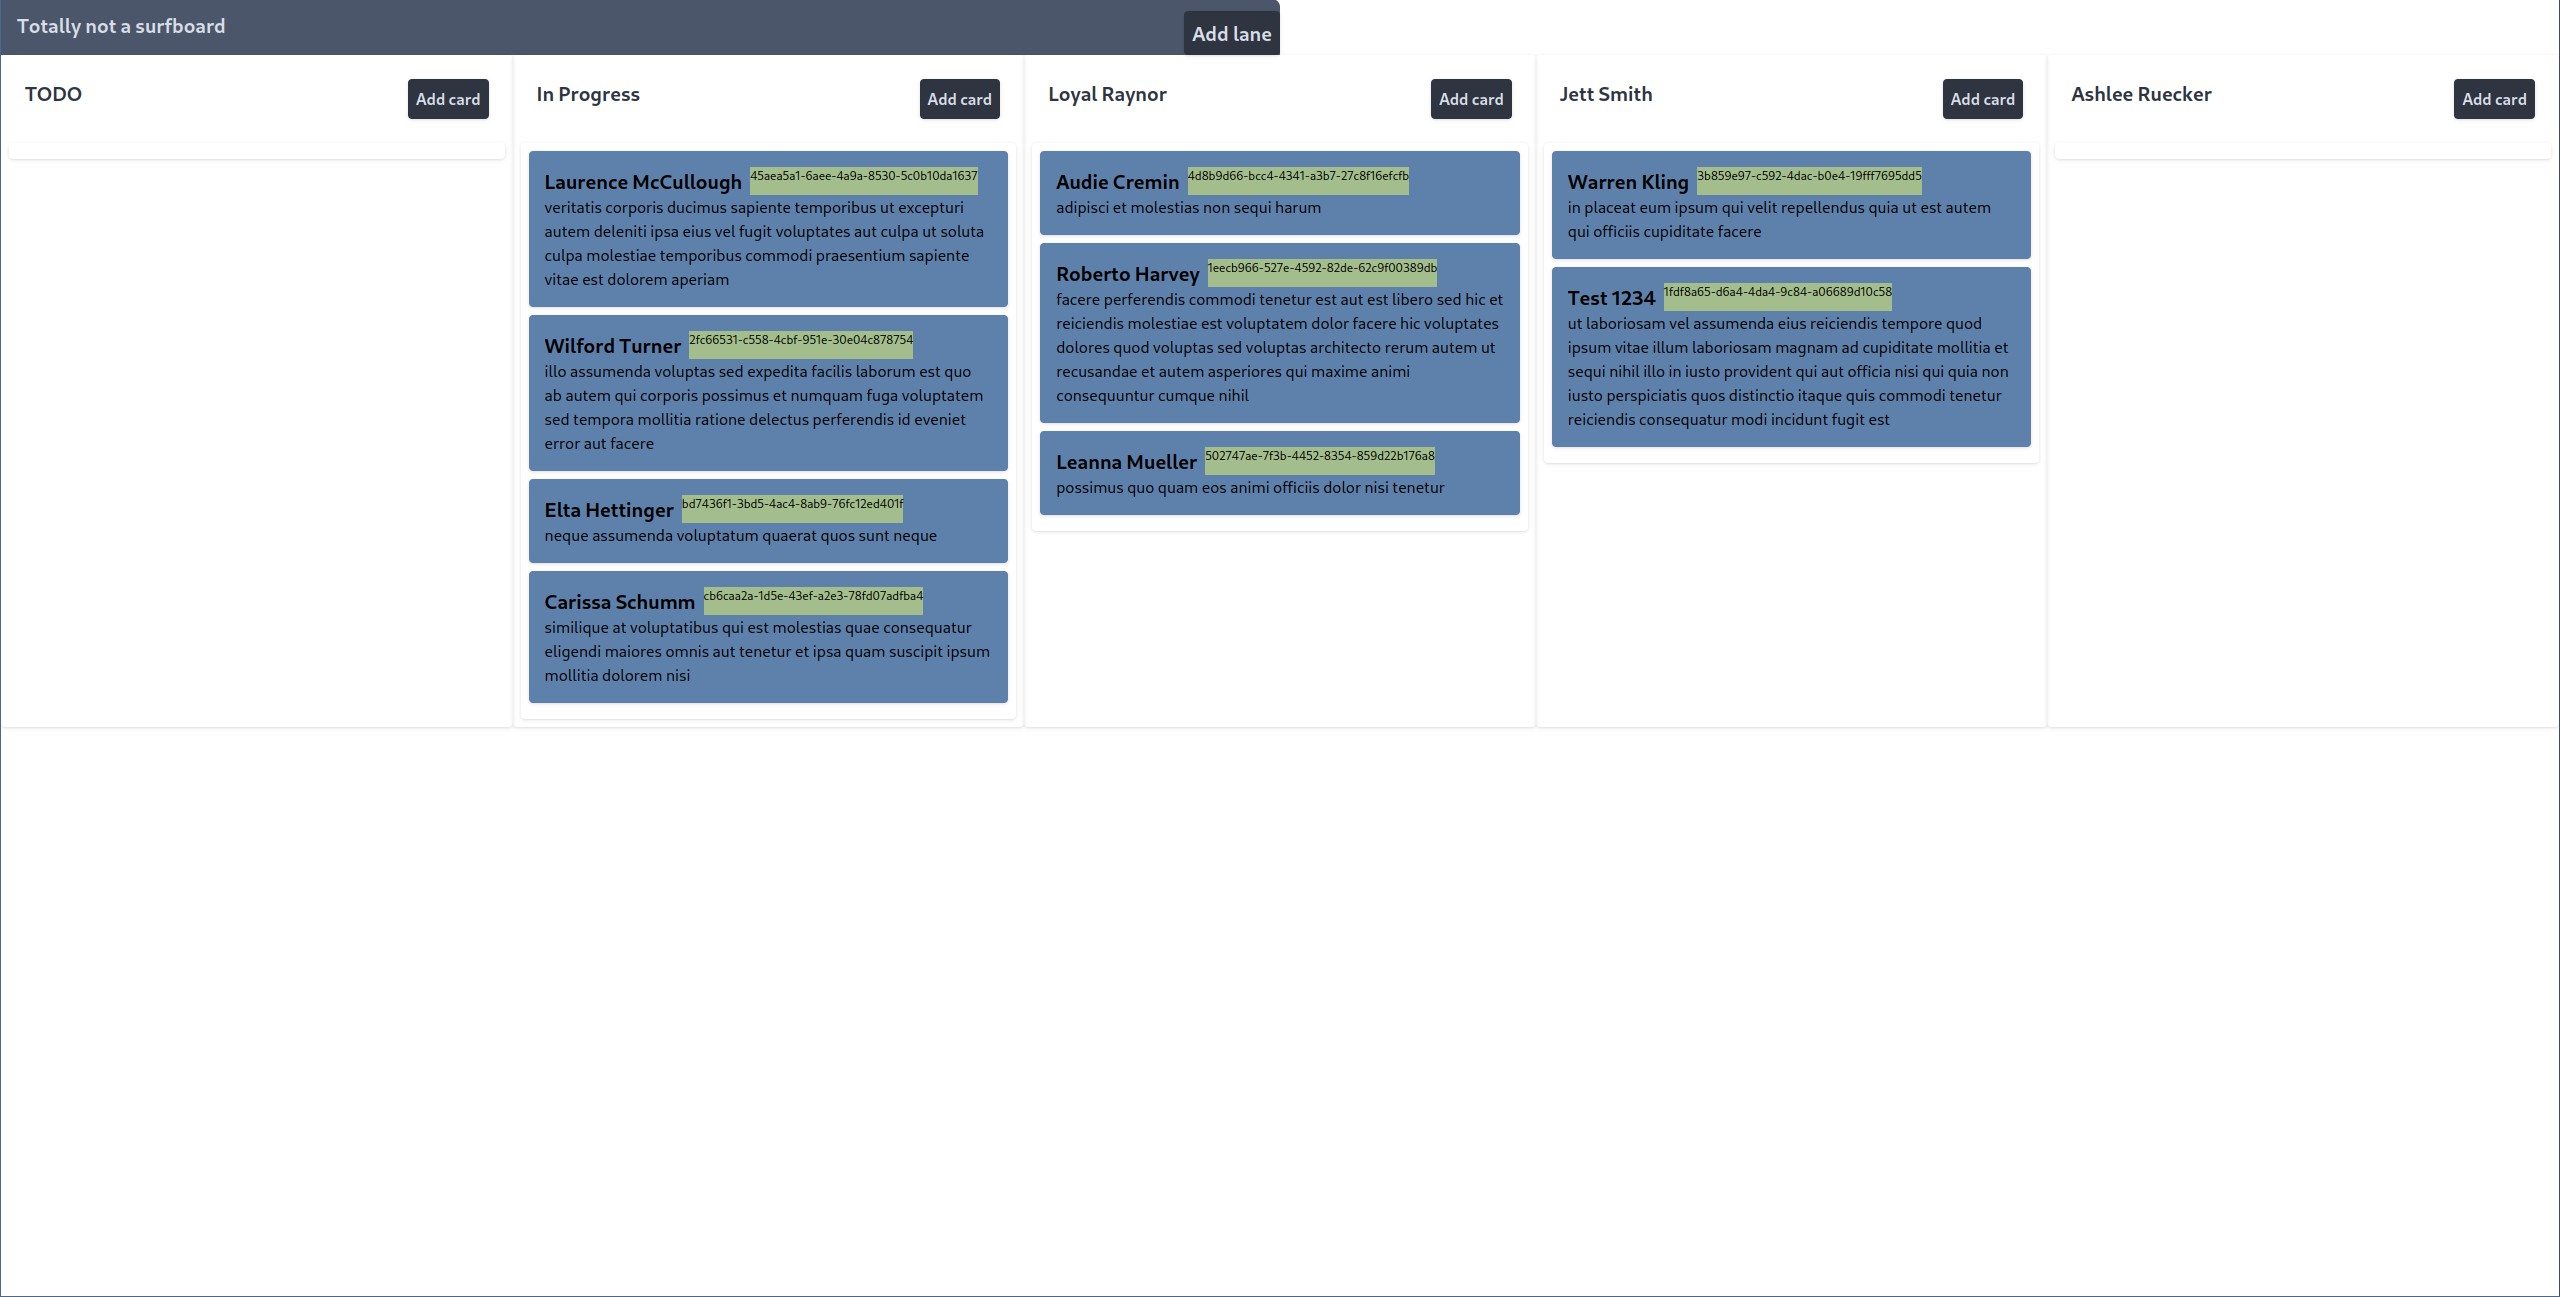 Totally not a surfboard
Add lane
TODO
Add card
In Progress
Add card
Laurence McCullough 45aea5a1-6aee-4a9a-8530-5c0b10da1637
veritatis corporis ducimus sapiente temporibus ut excepturi
autem deleniti ipsa eius vel fugit voluptates aut culpa ut soluta
culpa molestiae temporibus commodi praesentium sapiente
vitae est dolorem aperiam
Wilford Turner 2fc66531-c558-4cbf-951e-30e04c878754
illo assumenda voluptas sed expedita facilis laborum est quo
ab autem qui corporis possimus et numquam fuga voluptatem
sed tempora mollitia ratione delectus perferendis id eveniet
error aut facere
Elta Hettinger bd7436f1-3bd5-4ac4-8ab9-76fc12ed401f
neque assumenda voluptatum quaerat quos sunt neque
Carissa Schumm cb6caa2a-1d5e-43ef-a2e3-78fd07adfba4
similique at voluptatibus qui est molestias quae consequatur
eligendi maiores omnis aut tenetur et ipsa quam suscipit ipsum
mollitia dolorem nisi
Loyal Raynor
Add card
Audie Cremin 4d8b9d66-bcc4-4341-a3b7-27c8f16efcfb
adipisci et molestias non sequi harum
Roberto Harvey 1eecb966-527e-4592-82de-62c9f00389db
facere perferendis commodi tenetur est aut est libero sed hic et
reiciendis molestiae est voluptatem dolor facere hic voluptates
dolores quod voluptas sed voluptas architecto rerum autem ut
recusandae et autem asperiores qui maxime animi
consequuntur cumque nihil
Leanna Mueller 502747ae-7f3b-4452-8354-859d22b176a8
possimus quo quam eos animi officiis dolor nisi tenetur
Jett Smith
Add card
Warren Kling 3b859e97-c592-4dac-b0e4-19fff7695dd5
in placeat eum ipsum qui velit repellendus quia ut est autem
qui officiis cupiditate facere
Test 1234 1fdf8a65-d6a4-4da4-9c84-a06689d10c58
ut laboriosam vel assumenda eius reiciendis tempore quod
ipsum vitae illum laboriosam magnam ad cupiditate mollitia et
sequi nihil illo in iusto provident qui aut officia nisi qui quia non
iusto perspiciatis quos distinctio itaque quis commodi tenetur
reiciendis consequatur modi incidunt fugit est
Ashlee Ruecker
Add card